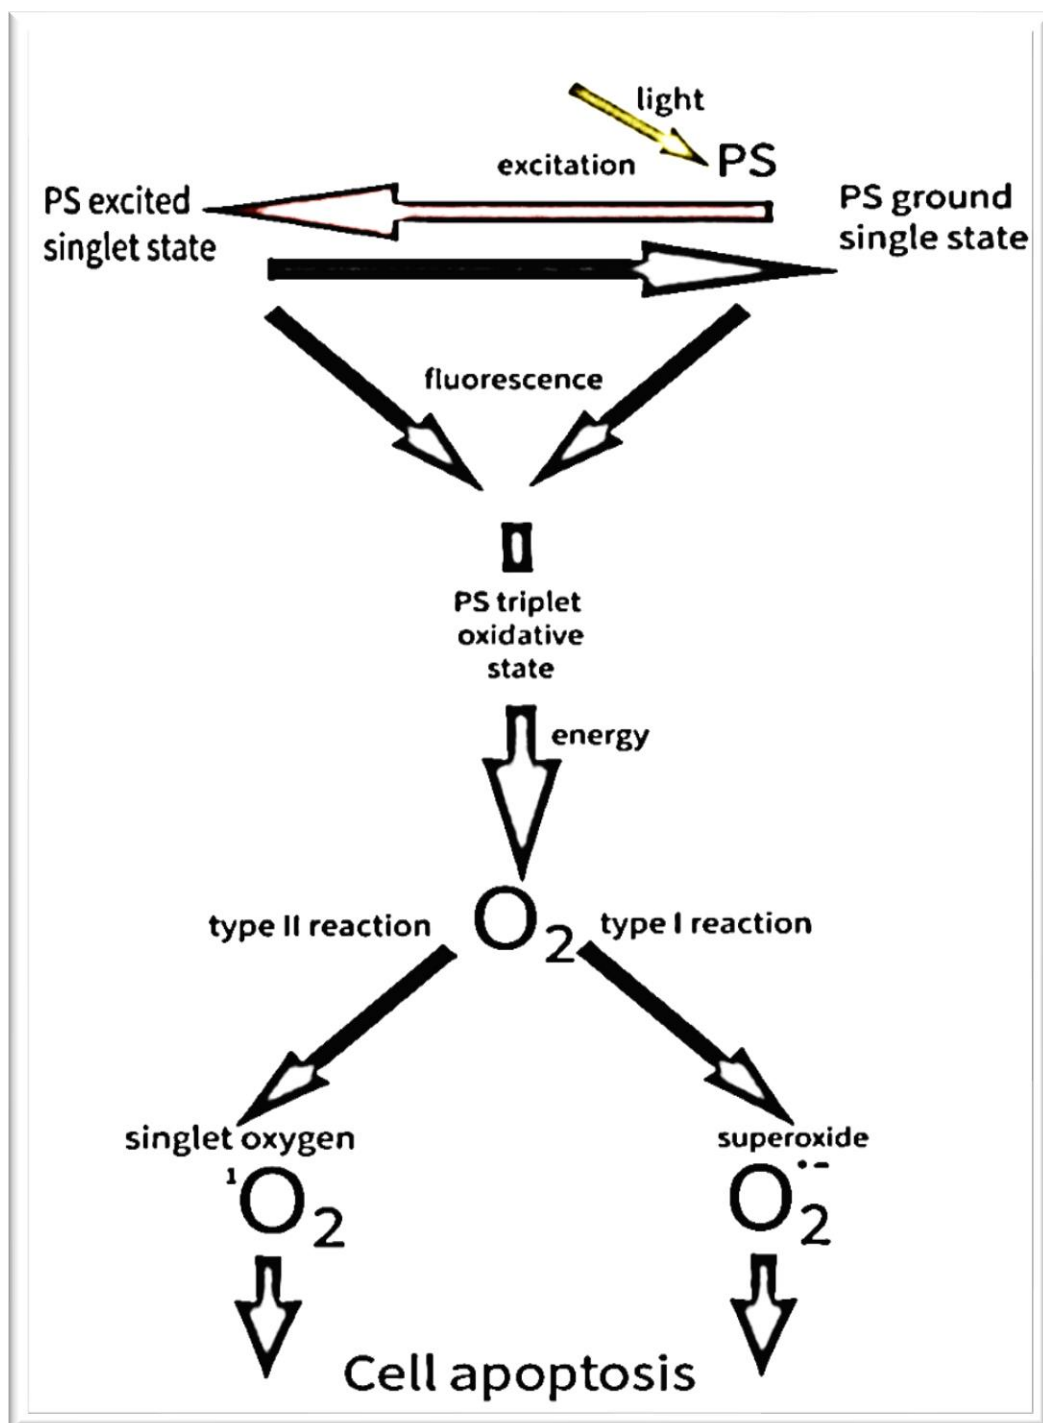 light
PS
excitation
PS excited
singlet state
PS ground
single state
fluorescence
PS triplet
oxidative
state
energy
type II reaction
O₂
type I reaction
singlet oxygen
¹O₂
superoxide
O₂•−
Cell apoptosis